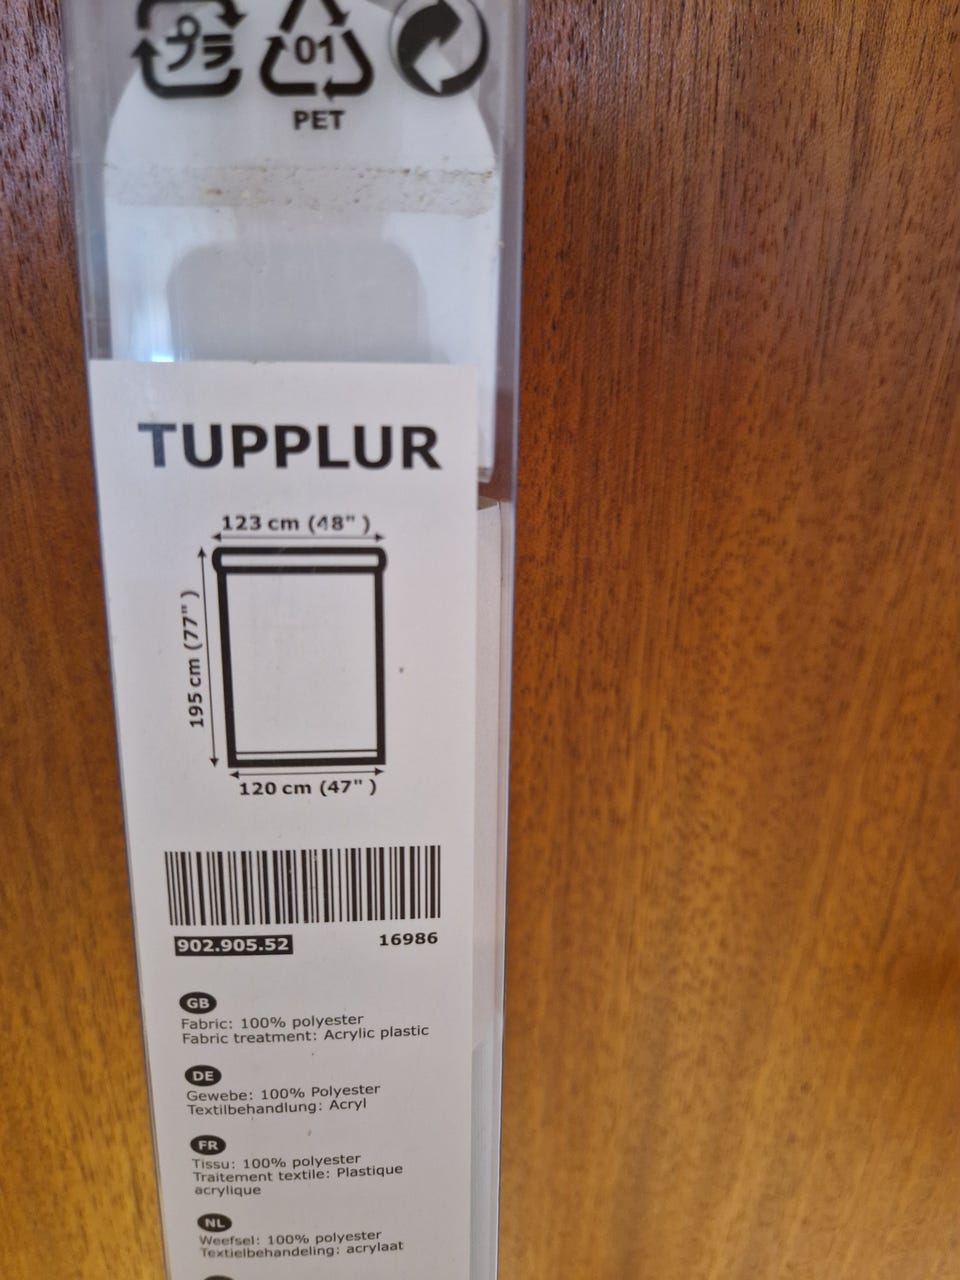 プラ
01
PET
TUPPLUR
123 cm (48" )
195 cm (77" )
120 cm (47" )
902.905.52 16986
GB
Fabric: 100% polyester
Fabric treatment: Acrylic plastic
DE
Gewebe: 100% Polyester
Textilbehandlung: Acryl
FR
Tissu: 100% polyester
Traitement textile: Plastique
acrylique
NL
Weefsel: 100% polyester
Textielbehandeling: acrylaat